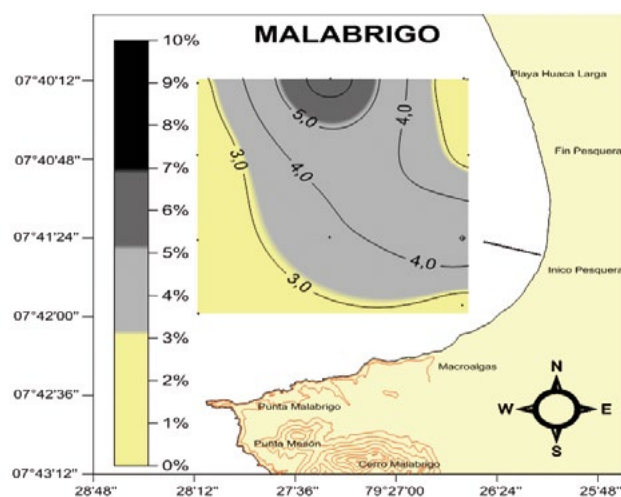 MALABRIGO
10%
9%
8%
7%
6%
5%
4%
3%
2%
1%
0%
07°40'12"
07°40'48"
07°41'24"
07°42'00"
07°42'36"
07°43'12"
28'48"
28'12"
27'36"
79°27'00"
26'24"
25'48"
5,0
4,0
3,0
4,0
4,0
3,0
Playa Huaca Larga
Fin Pesquera
Inico Pesquera
Macroalgas
Punta Malabrigo
Punta Mesón
Cerro Malabrigo
N
W
E
S